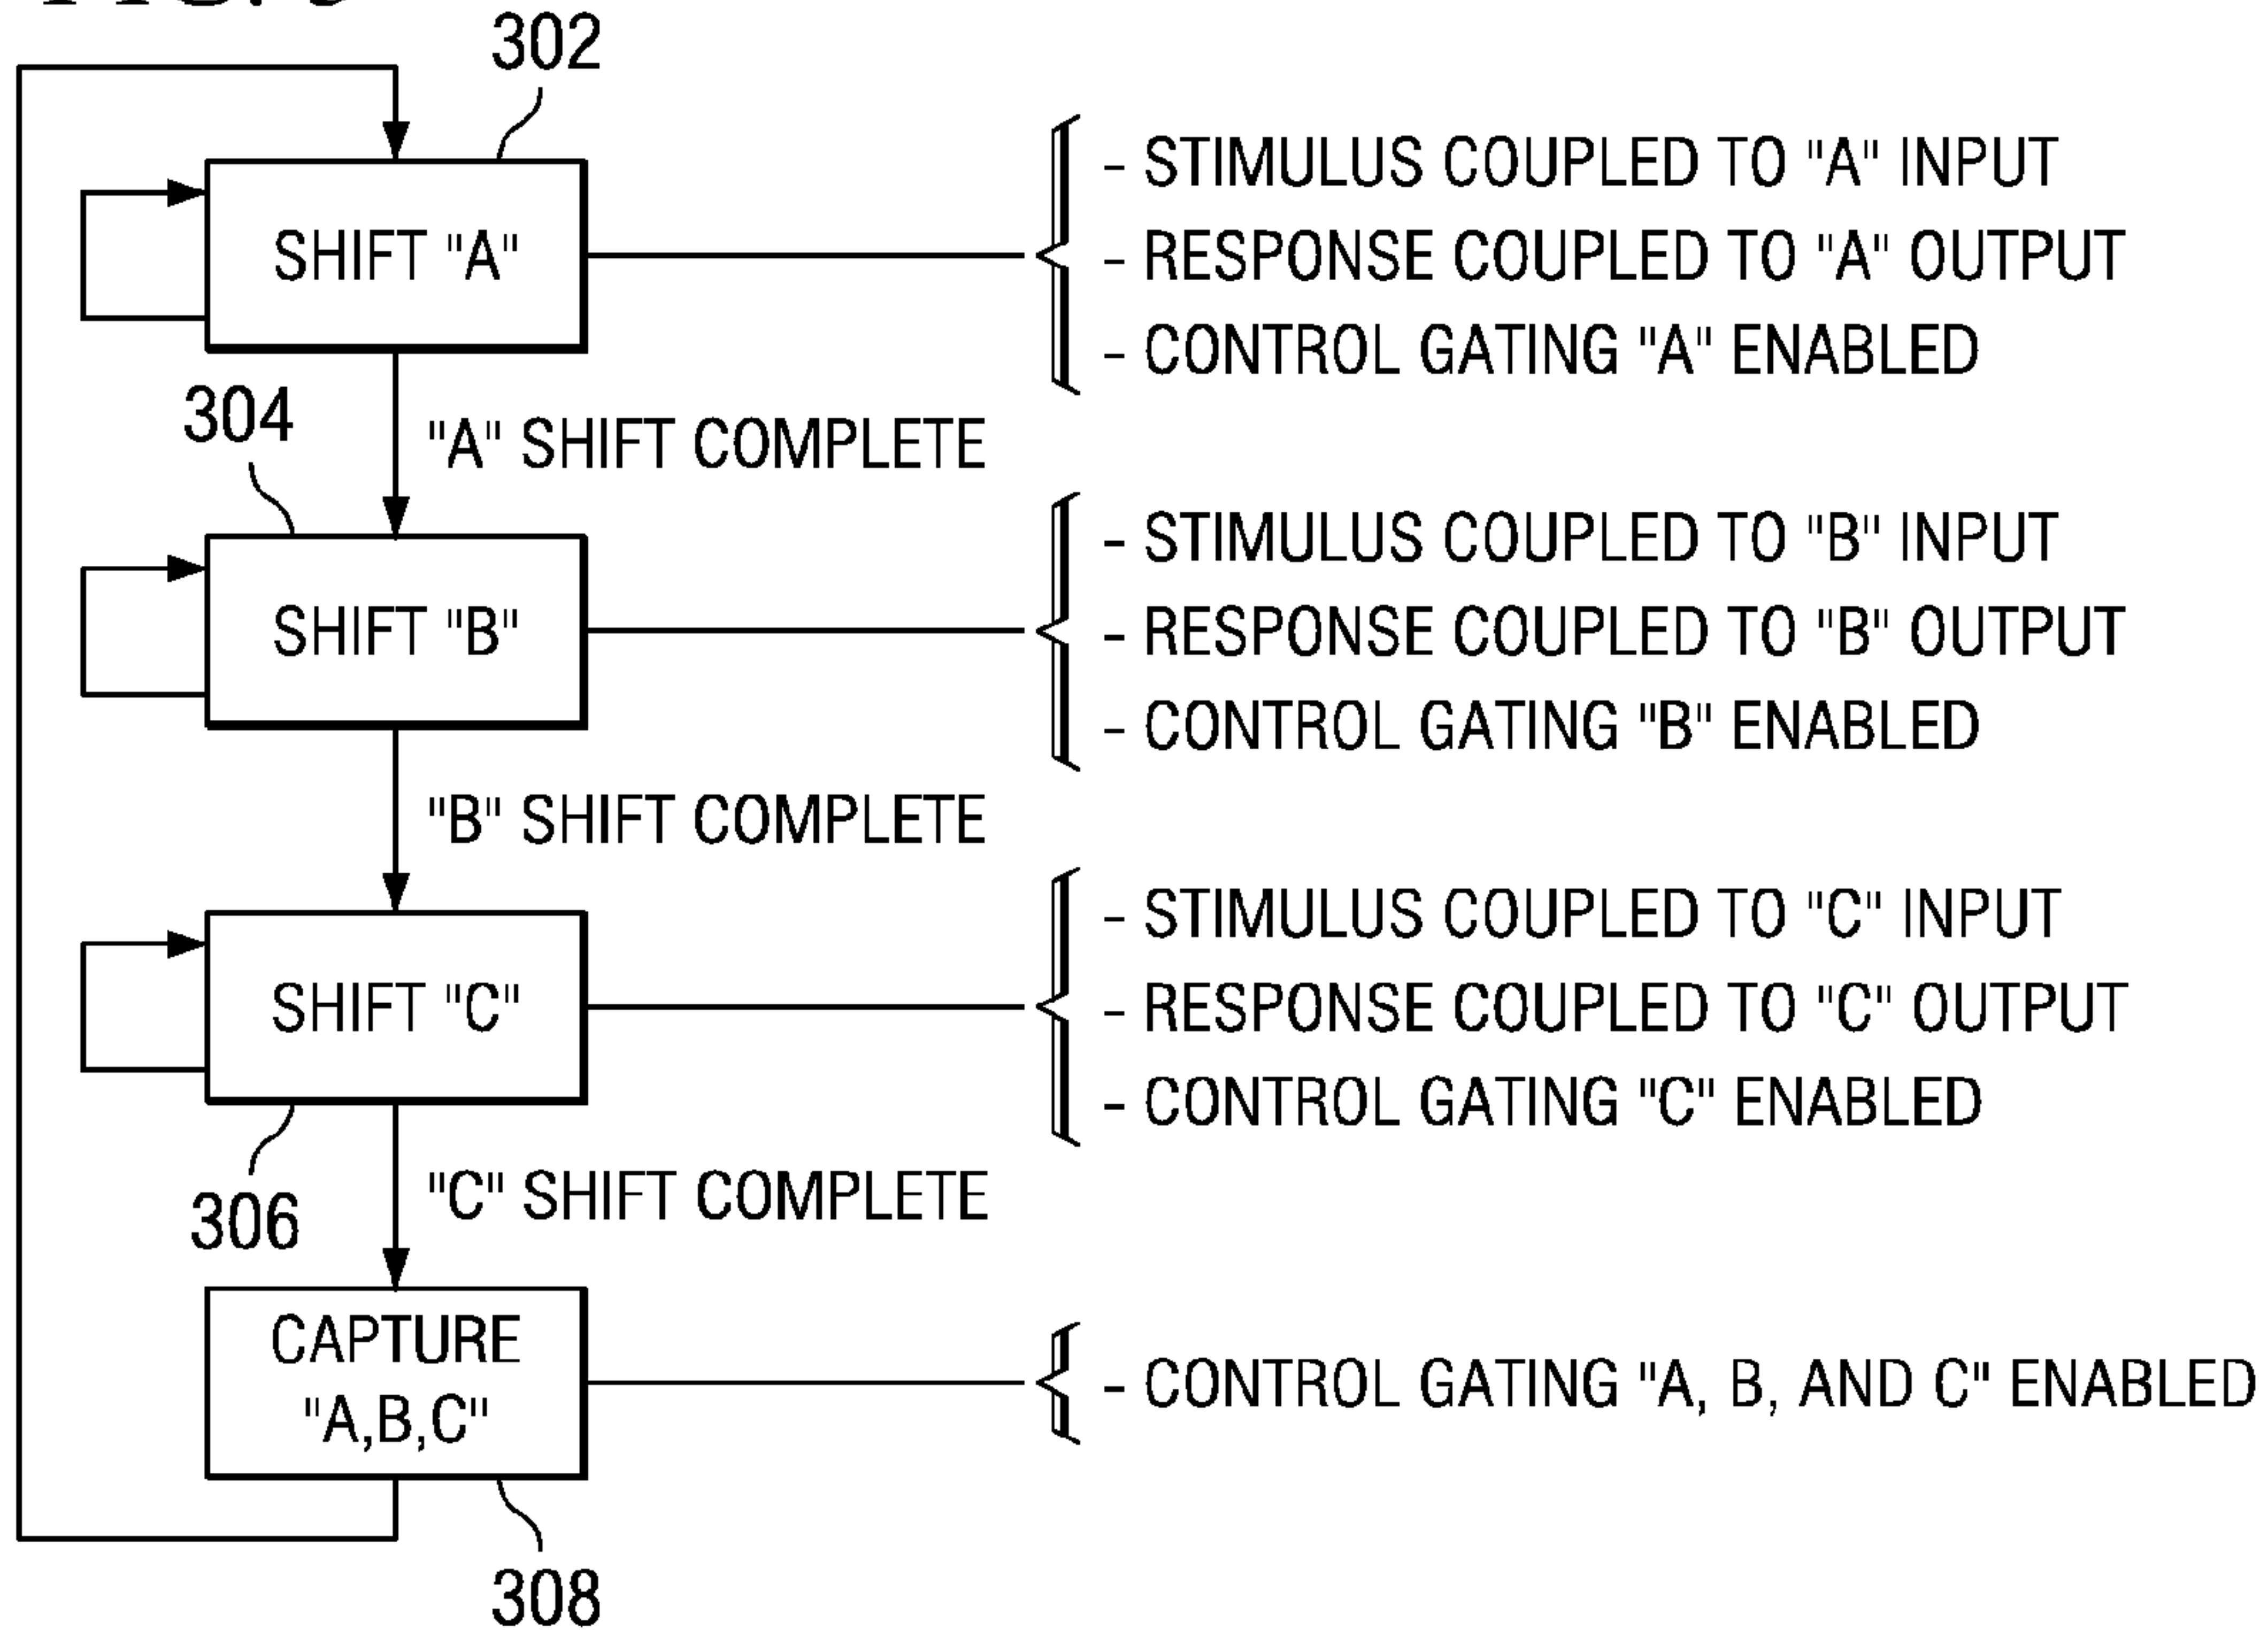 302
SHIFT "A"
- STIMULUS COUPLED TO "A" INPUT
- RESPONSE COUPLED TO "A" OUTPUT
- CONTROL GATING "A" ENABLED
"A" SHIFT COMPLETE
304
SHIFT "B"
- STIMULUS COUPLED TO "B" INPUT
- RESPONSE COUPLED TO "B" OUTPUT
- CONTROL GATING "B" ENABLED
"B" SHIFT COMPLETE
SHIFT "C"
- STIMULUS COUPLED TO "C" INPUT
- RESPONSE COUPLED TO "C" OUTPUT
- CONTROL GATING "C" ENABLED
306
"C" SHIFT COMPLETE
CAPTURE
"A,B,C"
- CONTROL GATING "A, B, AND C" ENABLED
308